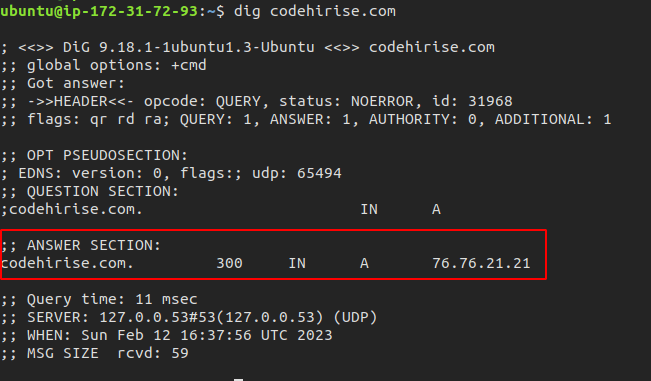 ubuntu@ip-172-31-72-93:~$ dig codehirise.com
; <<>> DiG 9.18.1-1ubuntu1.3-Ubuntu <<>> codehirise.com
;; global options: +cmd
;; Got answer:
;; ->>HEADER<<- opcode: QUERY, status: NOERROR, id: 31968
;; flags: qr rd ra; QUERY: 1, ANSWER: 1, AUTHORITY: 0, ADDITIONAL: 1
;; OPT PSEUDOSECTION:
; EDNS: version: 0, flags:; udp: 65494
;; QUESTION SECTION:
;codehirise.com. IN A
;; ANSWER SECTION:
codehirise.com. 300 IN A 76.76.21.21
;; Query time: 11 msec
;; SERVER: 127.0.0.53#53(127.0.0.53) (UDP)
;; WHEN: Sun Feb 12 16:37:56 UTC 2023
;; MSG SIZE rcvd: 59